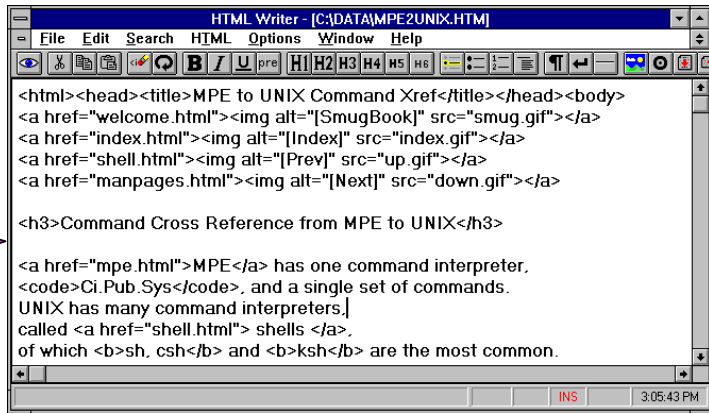 HTML Writer - [C:\DATA\MPE2UNIX.HTM]
File Edit Search HTML Options Window Help
B I U pre H1 H2 H3 H4 H5 H6 ¶
<html><head><title>MPE to UNIX Command Xref</title></head><body>
<a href="welcome.html"><img alt="[SmugBook]" src="smug.gif"></a>
<a href="index.html"><img alt="[Index]" src="index.gif"></a>
<a href="shell.html"><img alt="[Prev]" src="up.gif"></a>
<a href="manpages.html"><img alt="[Next]" src="down.gif"></a>
<h3>Command Cross Reference from MPE to UNIX</h3>
<a href="mpe.html">MPE</a> has one command interpreter,
<code>Ci.Pub.Sys</code>, and a single set of commands.
UNIX has many command interpreters,
called <a href="shell.html"> shells </a>,
of which <b>sh, csh</b> and <b>ksh</b> are the most common.
INS 3:05:43 PM